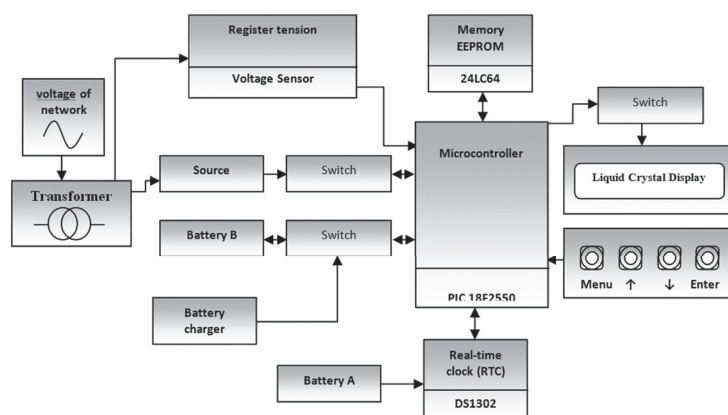 Register tension
Voltage Sensor
Memory
EEPROM
24LC64
voltage of
network
Transformer
Source
Switch
Battery B
Switch
Battery
charger
Battery A
Microcontroller
PIC 18F2550
Real-time
clock (RTC)
DS1302
Switch
Liquid Crystal Display
Menu ↑ ↓ Enter